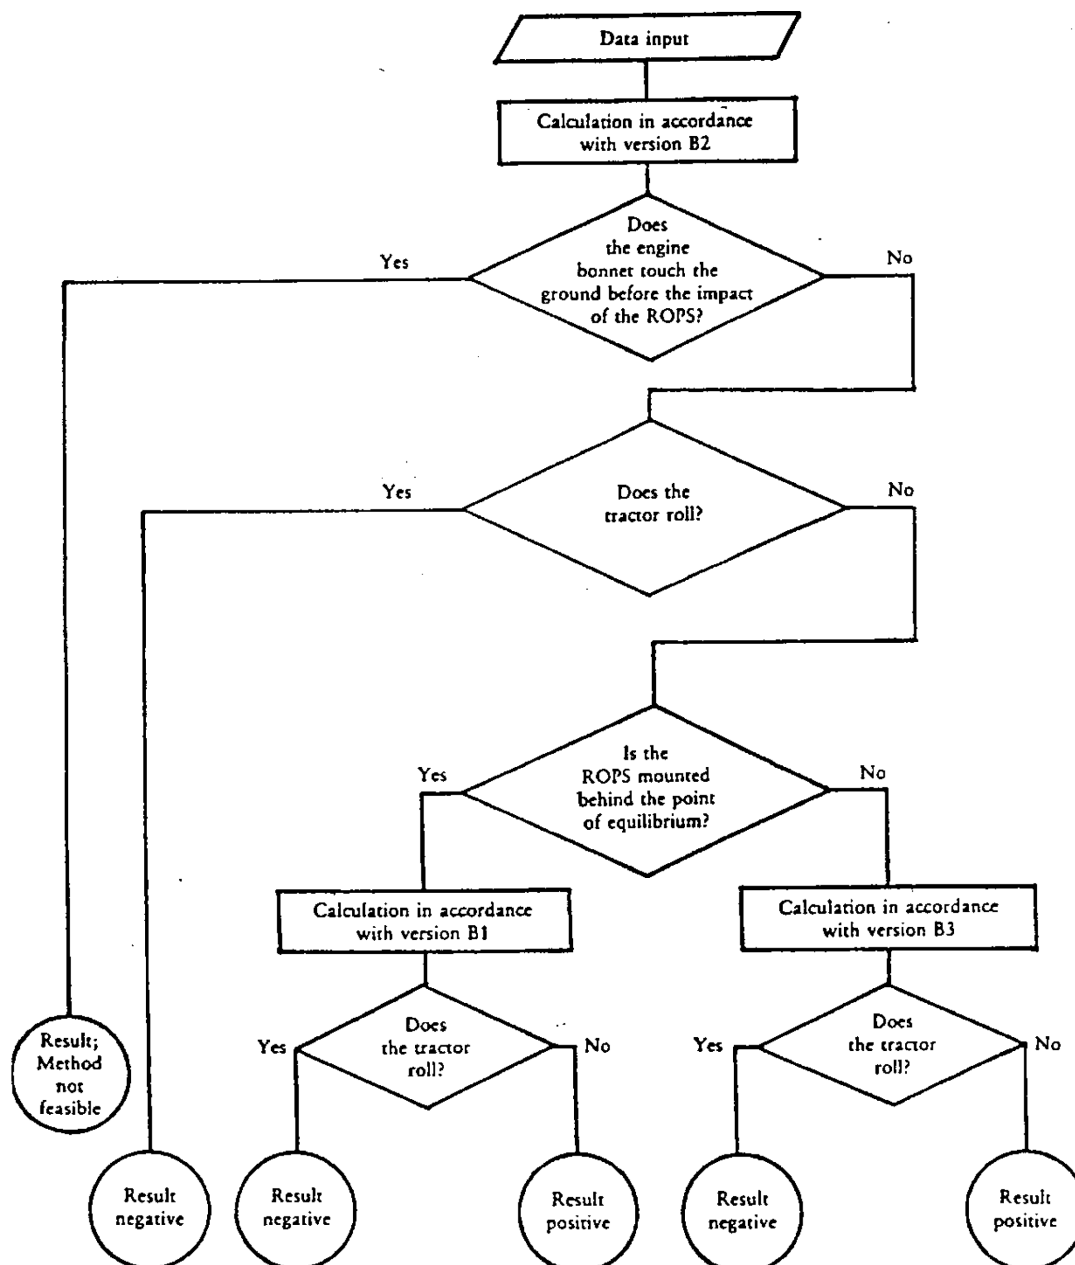 Data input
Calculation in accordance
with version B2
Does
the engine
bonnet touch the
ground before the impact
of the ROPS?
Yes
No
Does the
tractor roll?
Yes
No
Is the
ROPS mounted
behind the point
of equilibrium?
Yes
No
Calculation in accordance
with version B1
Calculation in accordance
with version B3
Does
the tractor
roll?
Yes
No
Does
the tractor
roll?
Yes
No
Result;
Method
not
feasible
Result
negative
Result
negative
Result
positive
Result
negative
Result
positive